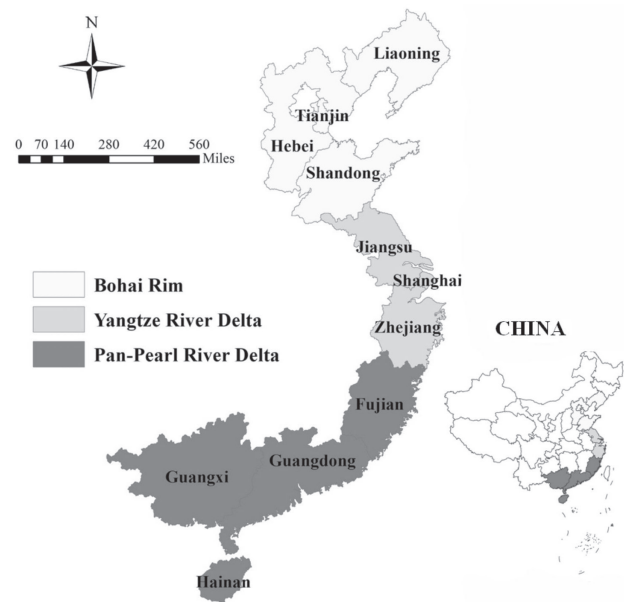 N
0 70 140 280 420 560
Miles
Liaoning
Tianjin
Hebei
Shandong
Jiangsu
Shanghai
Zhejiang
Fujian
Guangdong
Guangxi
Hainan
Bohai Rim
Yangtze River Delta
Pan-Pearl River Delta
CHINA